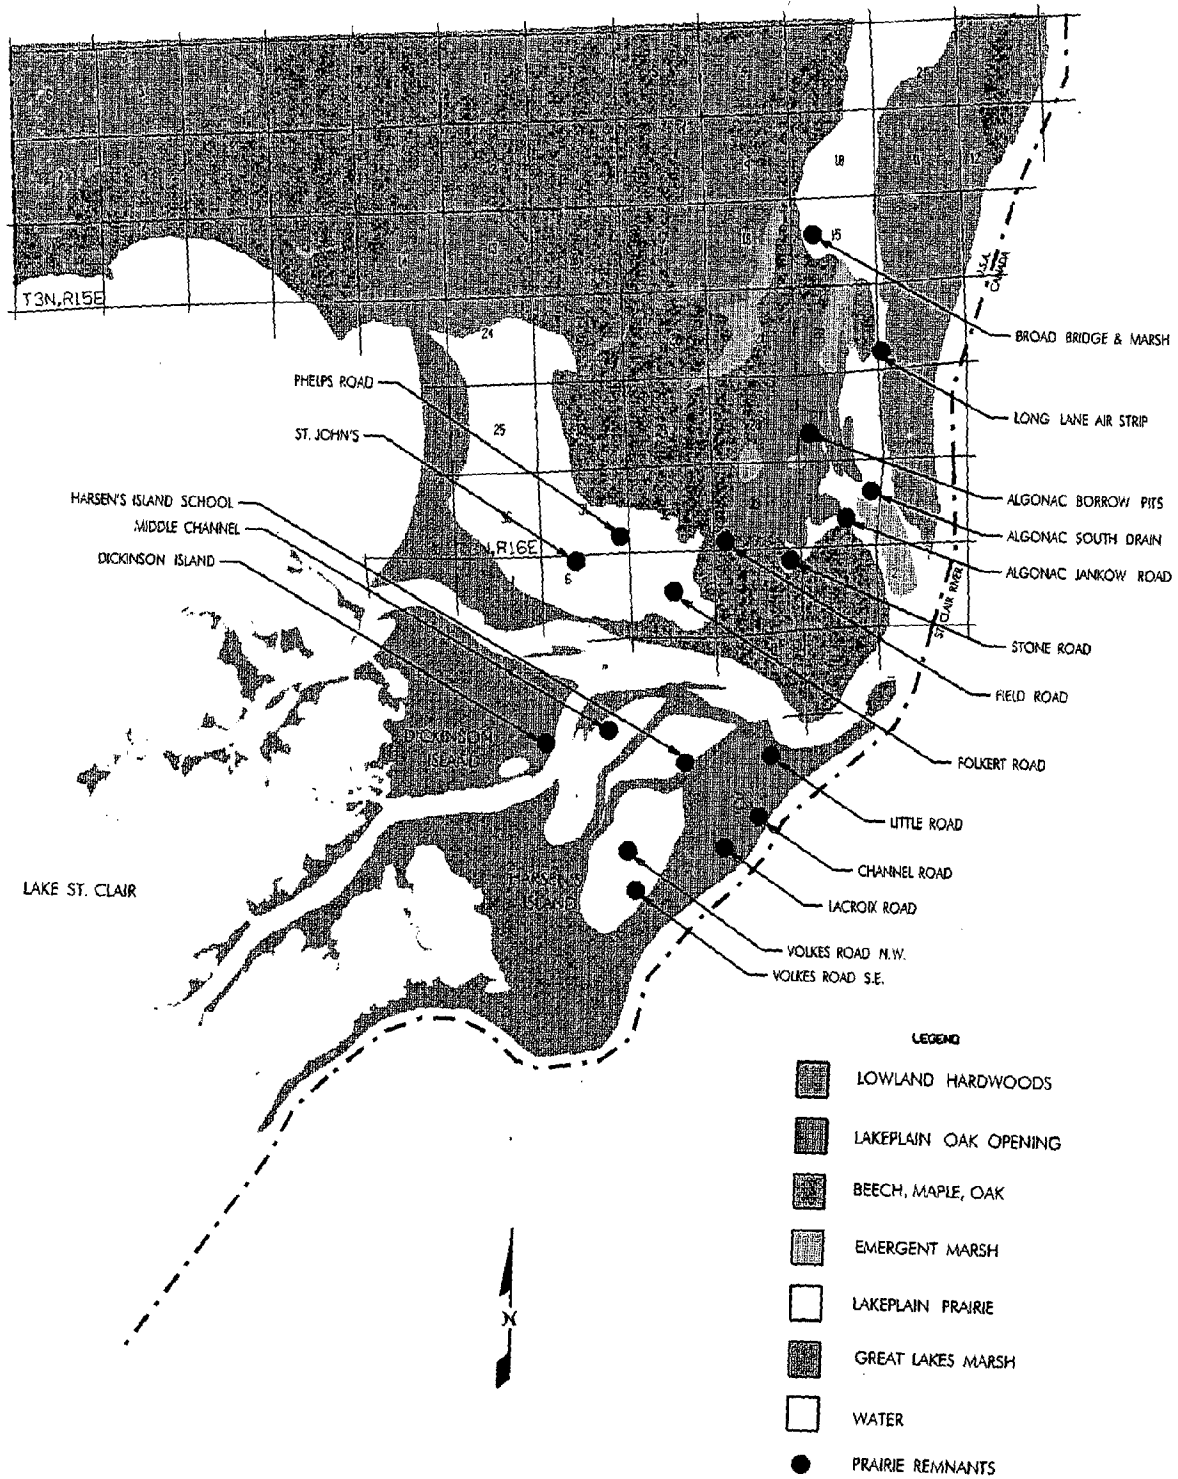 T3N,R15E
24
25
36
31
6
N,R16E
10
15
12
U.S.A.
CANADA
ST. CLAIR RIVER
PHELPS ROAD
ST. JOHN'S
HARSEN'S ISLAND SCHOOL
MIDDLE CHANNEL
DICKINSON ISLAND
BROAD BRIDGE & MARSH
LONG LANE AIR STRIP
ALGONAC BORROW PITS
ALGONAC SOUTH DRAIN
ALGONAC JANKOW ROAD
STONE ROAD
FIELD ROAD
FOLKERT ROAD
LITTLE ROAD
CHANNEL ROAD
LACROIX ROAD
VOLKES ROAD N.W.
VOLKES ROAD S.E.
DICKINSON
ISLAND
HARSENS
ISLAND
LAKE ST. CLAIR
LEGEND
LOWLAND HARDWOODS
LAKEPLAIN OAK OPENING
BEECH, MAPLE, OAK
EMERGENT MARSH
LAKEPLAIN PRAIRIE
GREAT LAKES MARSH
WATER
PRAIRIE REMNANTS
N